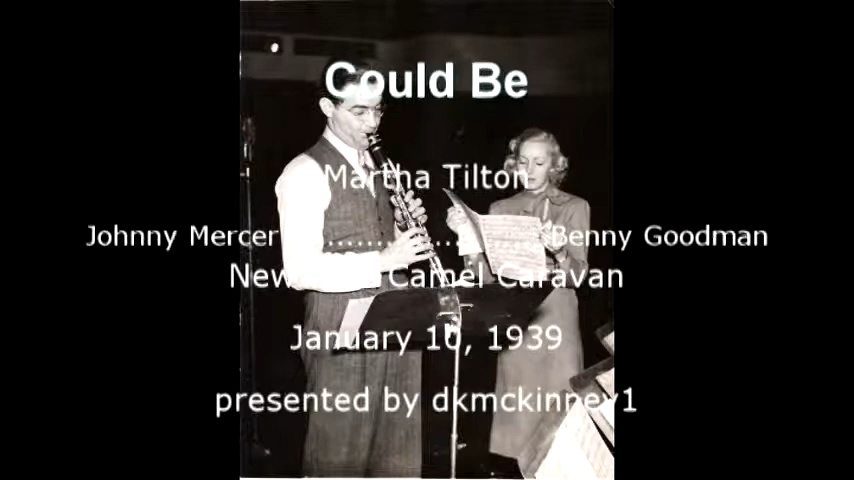 Could Be
Martha Tilton
Johnny Mercer ........................ Benny Goodman
New Camel Caravan
January 10, 1939
presented by dkmckinney1